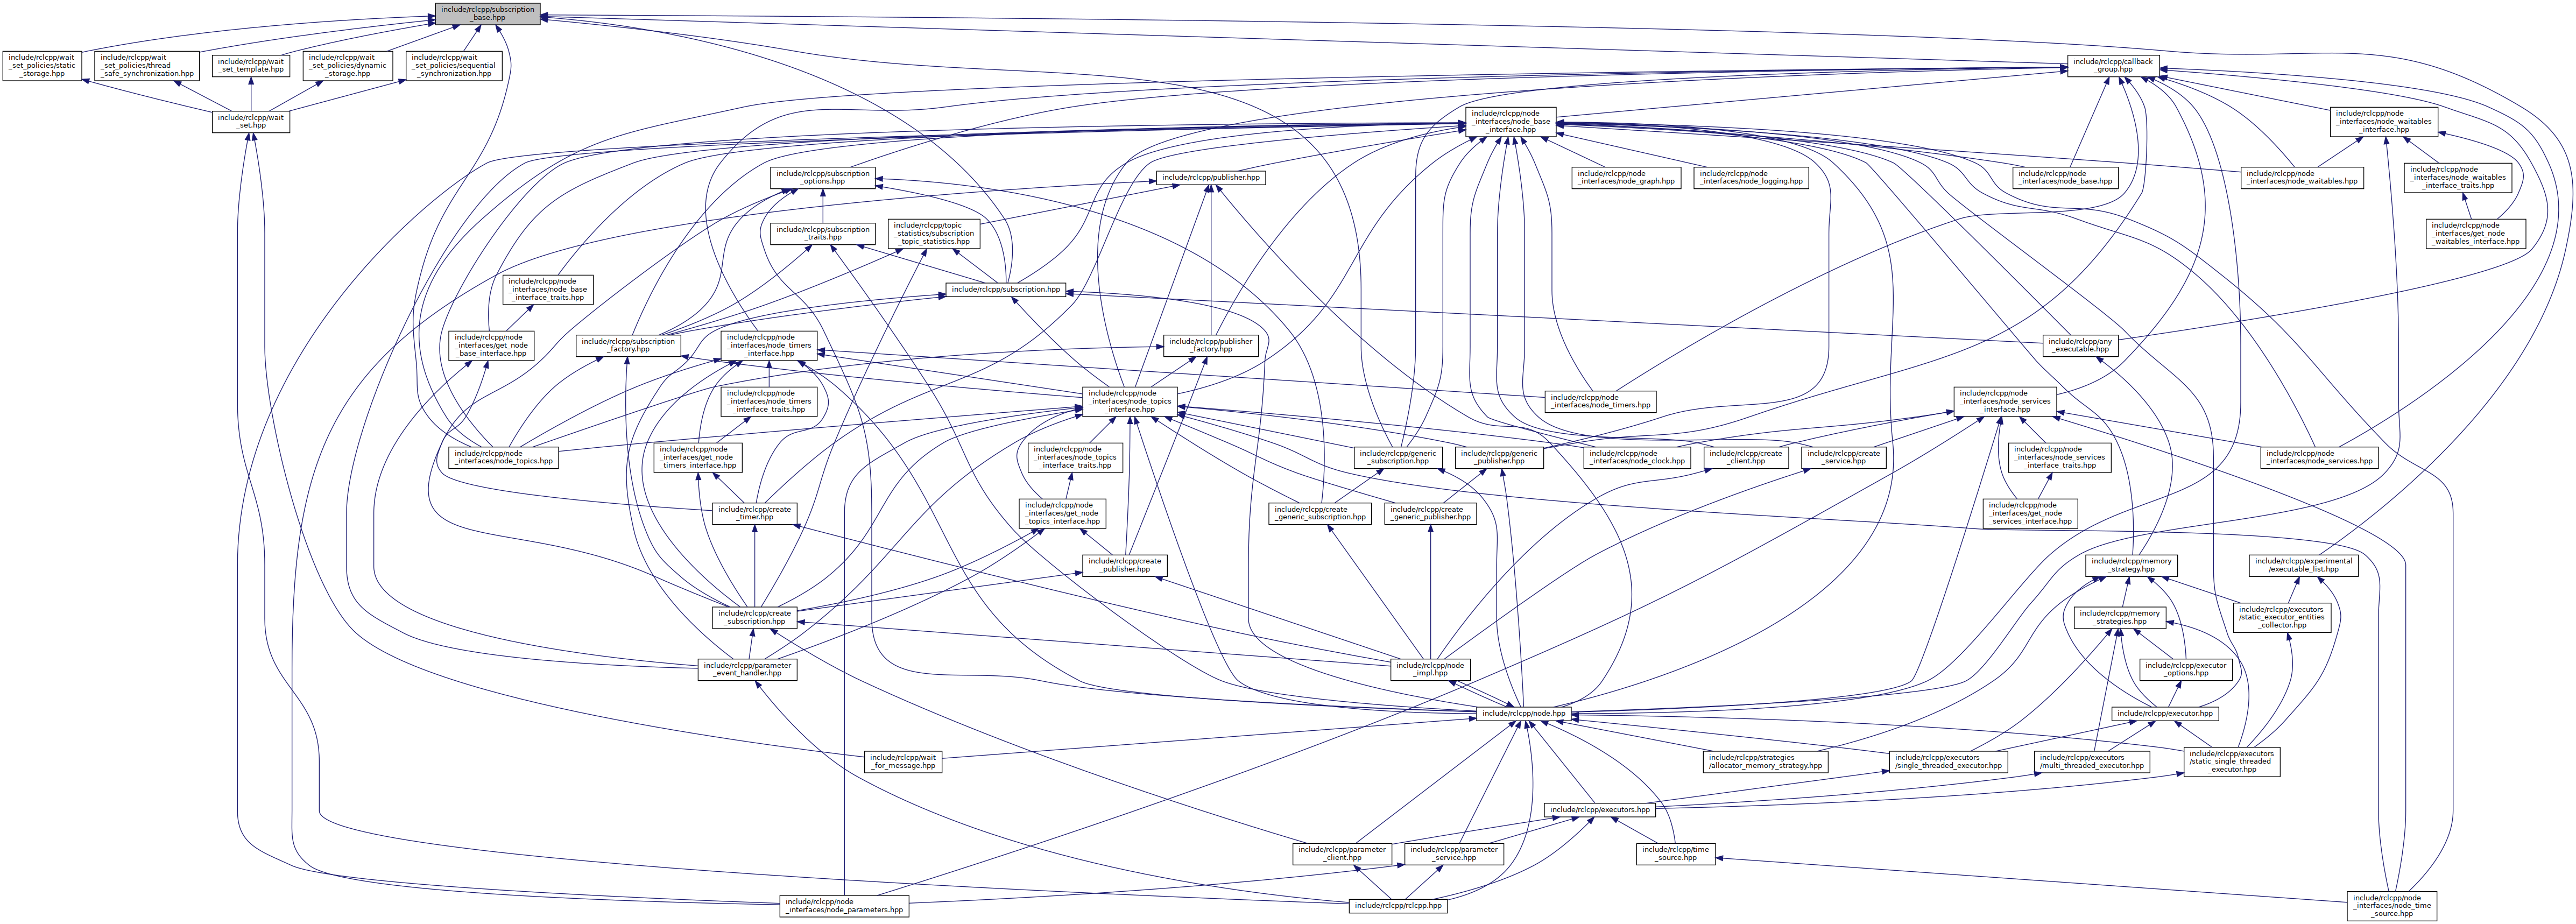 include/rclcpp/subscription
_base.hpp
include/rclcpp/wait
_set_policies/static
_storage.hpp
include/rclcpp/wait
_set_policies/thread
_safe_synchronization.hpp
include/rclcpp/wait
_set_template.hpp
include/rclcpp/wait
_set_policies/dynamic
_storage.hpp
include/rclcpp/wait
_set_policies/sequential
_synchronization.hpp
include/rclcpp/callback
_group.hpp
include/rclcpp/wait
_set.hpp
include/rclcpp/node
_interfaces/node_base
_interface.hpp
include/rclcpp/node
_interfaces/node_waitables
_interface.hpp
include/rclcpp/subscription
_options.hpp
include/rclcpp/publisher.hpp
include/rclcpp/node
_interfaces/node_graph.hpp
include/rclcpp/node
_interfaces/node_logging.hpp
include/rclcpp/node
_interfaces/node_base.hpp
include/rclcpp/node
_interfaces/node_waitables.hpp
include/rclcpp/node
_interfaces/node_waitables
_interface_traits.hpp
include/rclcpp/subscription
_traits.hpp
include/rclcpp/topic
_statistics/subscription
_topic_statistics.hpp
include/rclcpp/node
_interfaces/get_node
_waitables_interface.hpp
include/rclcpp/node
_interfaces/node_base
_interface_traits.hpp
include/rclcpp/subscription.hpp
include/rclcpp/node
_interfaces/get_node
_base_interface.hpp
include/rclcpp/subscription
_factory.hpp
include/rclcpp/node
_interfaces/node_timers
_interface.hpp
include/rclcpp/publisher
_factory.hpp
include/rclcpp/any
_executable.hpp
include/rclcpp/node
_interfaces/node_timers
_interface_traits.hpp
include/rclcpp/node
_interfaces/node_topics
_interface.hpp
include/rclcpp/node
_interfaces/node_timers.hpp
include/rclcpp/node
_interfaces/node_services
_interface.hpp
include/rclcpp/node
_interfaces/node_topics.hpp
include/rclcpp/node
_interfaces/get_node
_timers_interface.hpp
include/rclcpp/node
_interfaces/node_topics
_interface_traits.hpp
include/rclcpp/generic
_subscription.hpp
include/rclcpp/generic
_publisher.hpp
include/rclcpp/node
_interfaces/node_clock.hpp
include/rclcpp/create
_client.hpp
include/rclcpp/create
_service.hpp
include/rclcpp/node
_interfaces/node_services
_interface_traits.hpp
include/rclcpp/node
_interfaces/node_services.hpp
include/rclcpp/create
_timer.hpp
include/rclcpp/node
_interfaces/get_node
_topics_interface.hpp
include/rclcpp/create
_generic_subscription.hpp
include/rclcpp/create
_generic_publisher.hpp
include/rclcpp/node
_interfaces/get_node
_services_interface.hpp
include/rclcpp/create
_publisher.hpp
include/rclcpp/memory
_strategy.hpp
include/rclcpp/experimental
/executable_list.hpp
include/rclcpp/create
_subscription.hpp
include/rclcpp/memory
_strategies.hpp
include/rclcpp/executors
/static_executor_entities
_collector.hpp
include/rclcpp/parameter
_event_handler.hpp
include/rclcpp/node
_impl.hpp
include/rclcpp/executor
_options.hpp
include/rclcpp/node.hpp
include/rclcpp/executor.hpp
include/rclcpp/wait
_for_message.hpp
include/rclcpp/strategies
/allocator_memory_strategy.hpp
include/rclcpp/executors
/single_threaded_executor.hpp
include/rclcpp/executors
/multi_threaded_executor.hpp
include/rclcpp/executors
/static_single_threaded
_executor.hpp
include/rclcpp/executors.hpp
include/rclcpp/parameter
_client.hpp
include/rclcpp/parameter
_service.hpp
include/rclcpp/time
_source.hpp
include/rclcpp/node
_interfaces/node_parameters.hpp
include/rclcpp/rclcpp.hpp
include/rclcpp/node
_interfaces/node_time
_source.hpp